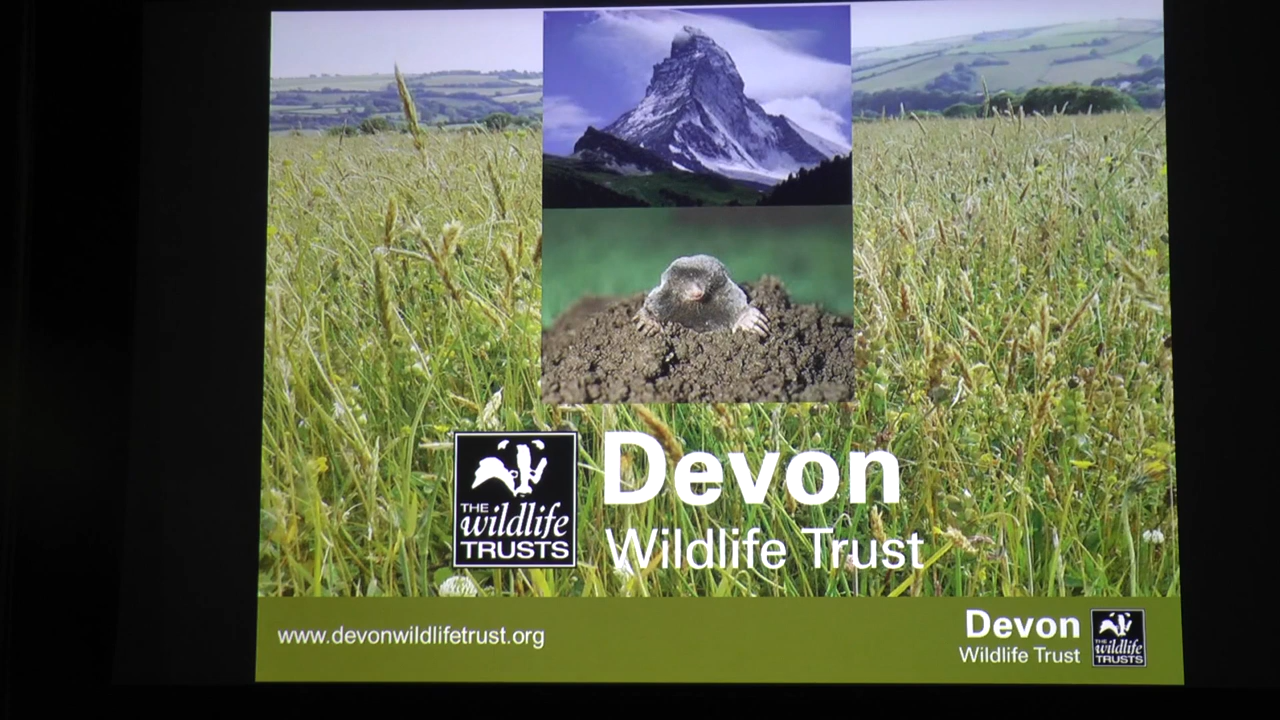 THE
wildlife
TRUSTS
Devon
Wildlife Trust
www.devonwildlifetrust.org
Devon
Wildlife Trust
THE
wildlife
TRUSTS